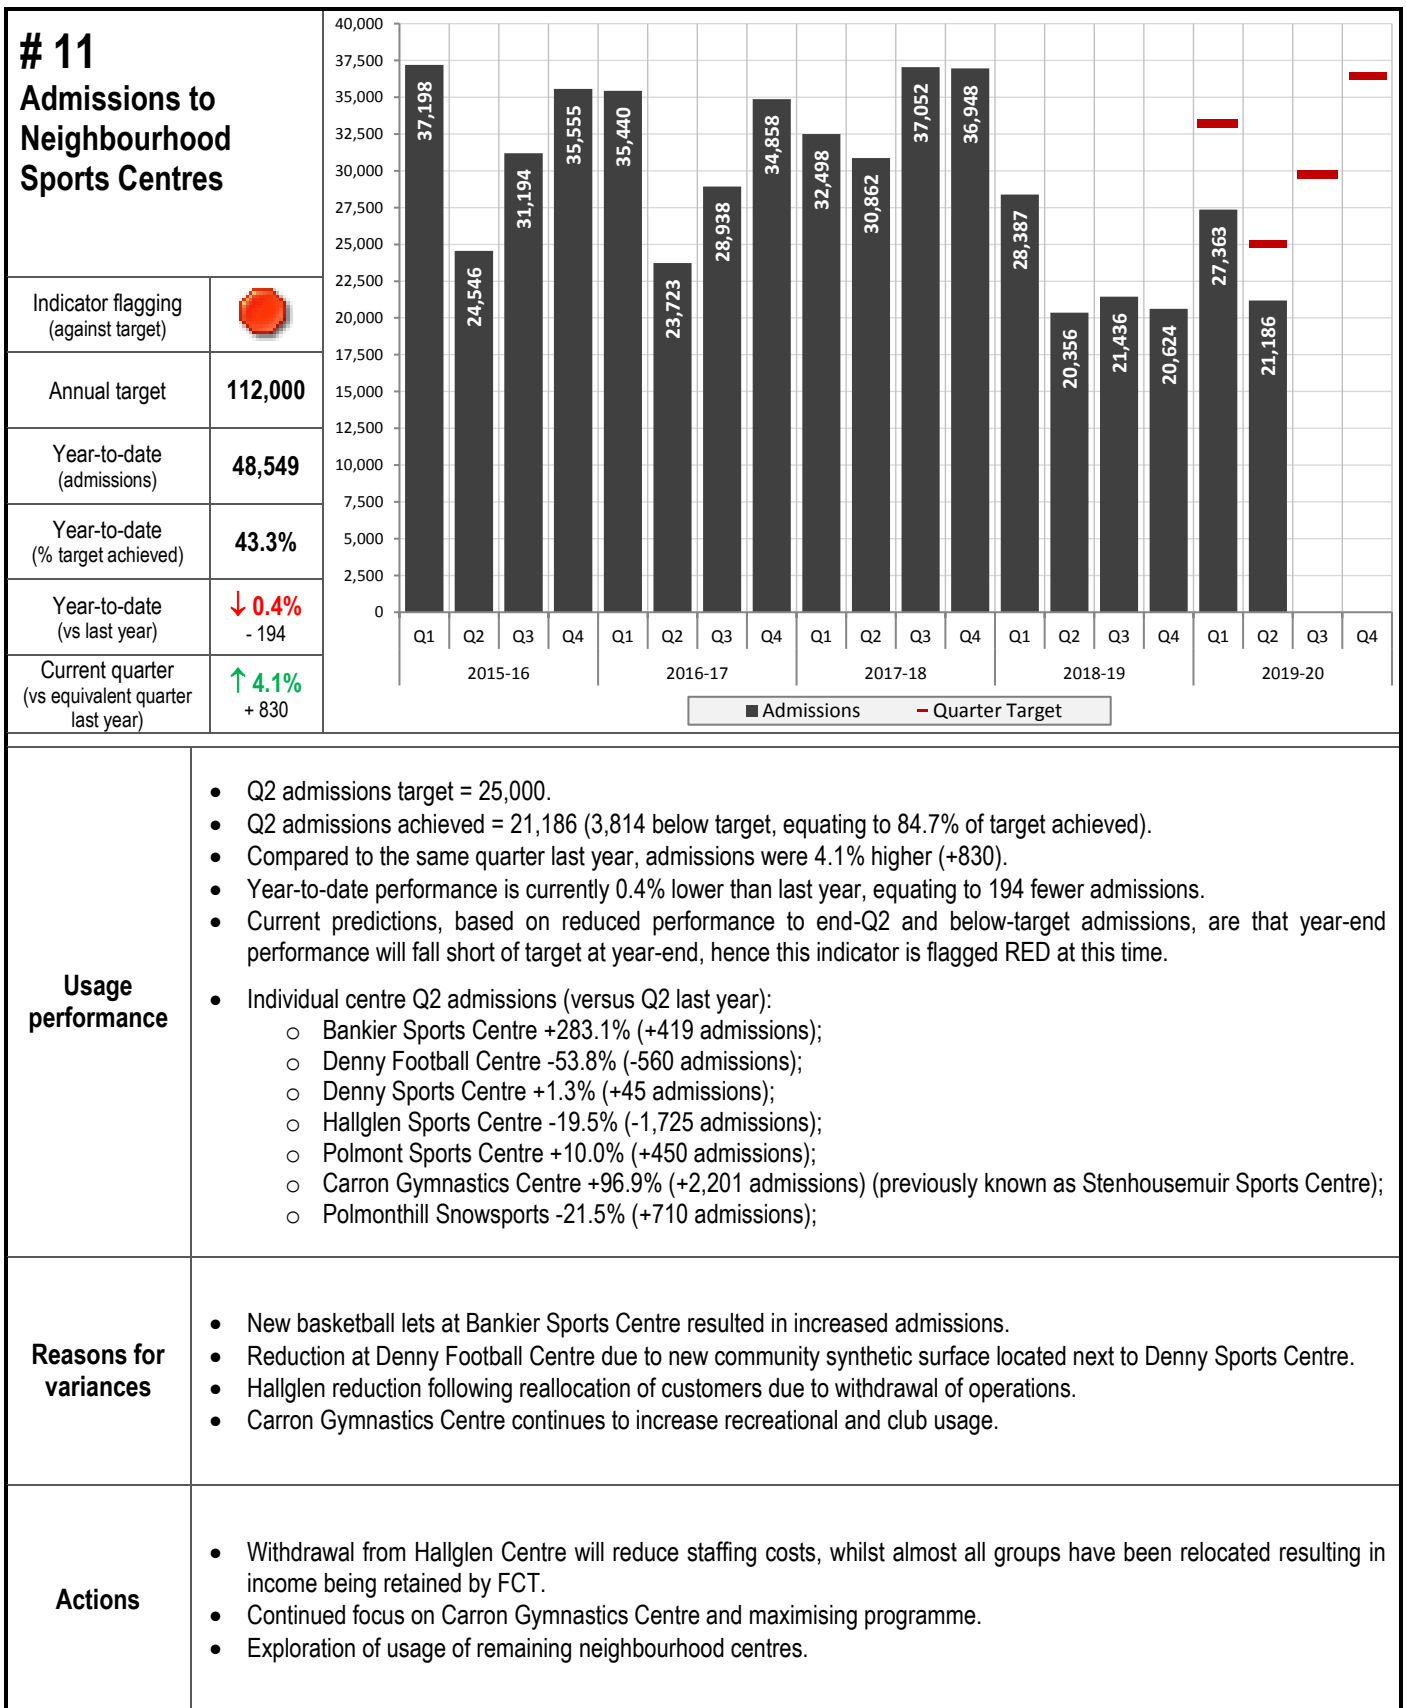 # 11
Admissions to
Neighbourhood
Sports Centres
Indicator flagging
(against target)
Annual target
112,000
Year-to-date
(admissions)
48,549
Year-to-date
(% target achieved)
43.3%
Year-to-date
(vs last year)
↓ 0.4%
- 194
Current quarter
(vs equivalent quarter
last year)
↑ 4.1%
+ 830
40,000
37,500
35,000
32,500
30,000
27,500
25,000
22,500
20,000
17,500
15,000
12,500
10,000
7,500
5,000
2,500
0
37,198
24,546
31,194
35,555
35,440
23,723
28,938
34,858
32,498
30,862
37,052
36,948
28,387
20,356
21,436
20,624
27,363
21,186
Q1 Q2 Q3 Q4 Q1 Q2 Q3 Q4 Q1 Q2 Q3 Q4 Q1 Q2 Q3 Q4 Q1 Q2 Q3 Q4
2015-16 2016-17 2017-18 2018-19 2019-20
Admissions Quarter Target
Usage
performance
• Q2 admissions target = 25,000.
• Q2 admissions achieved = 21,186 (3,814 below target, equating to 84.7% of target achieved).
• Compared to the same quarter last year, admissions were 4.1% higher (+830).
• Year-to-date performance is currently 0.4% lower than last year, equating to 194 fewer admissions.
• Current predictions, based on reduced performance to end-Q2 and below-target admissions, are that year-end
performance will fall short of target at year-end, hence this indicator is flagged RED at this time.
• Individual centre Q2 admissions (versus Q2 last year):
o Bankier Sports Centre +283.1% (+419 admissions);
o Denny Football Centre -53.8% (-560 admissions);
o Denny Sports Centre +1.3% (+45 admissions);
o Hallglen Sports Centre -19.5% (-1,725 admissions);
o Polmont Sports Centre +10.0% (+450 admissions);
o Carron Gymnastics Centre +96.9% (+2,201 admissions) (previously known as Stenhousemuir Sports Centre);
o Polmonthill Snowsports -21.5% (+710 admissions);
Reasons for
variances
• New basketball lets at Bankier Sports Centre resulted in increased admissions.
• Reduction at Denny Football Centre due to new community synthetic surface located next to Denny Sports Centre.
• Hallglen reduction following reallocation of customers due to withdrawal of operations.
• Carron Gymnastics Centre continues to increase recreational and club usage.
Actions
• Withdrawal from Hallglen Centre will reduce staffing costs, whilst almost all groups have been relocated resulting in
income being retained by FCT.
• Continued focus on Carron Gymnastics Centre and maximising programme.
• Exploration of usage of remaining neighbourhood centres.